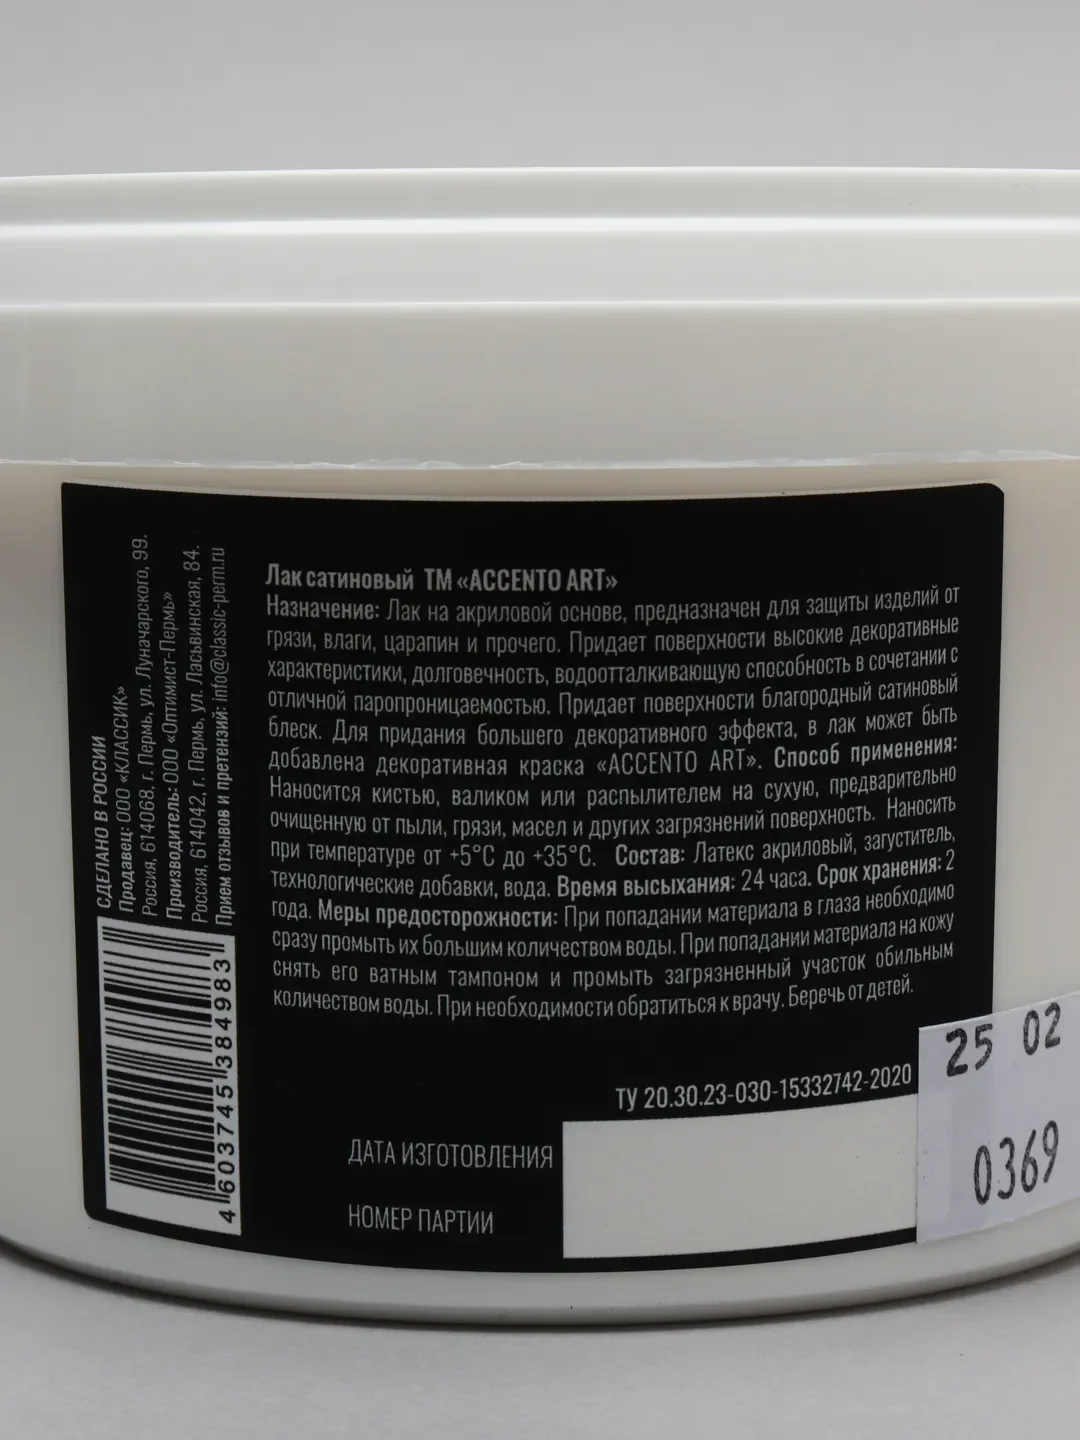 СДЕЛАНО В РОССИИ
Продавец: ООО «КЛАССИК»
Россия, 614068, г. Пермь, ул. Луначарского, 99.
Производитель: ООО «Оптимист-Пермь»
Россия, 614042, г. Пермь, ул. Ласьвинская, 84.
Прием отзывов и претензий: info@classic-perm.ru
4 603745 384983
Лак сатиновый ТМ «ACCENTO ART»
Назначение: Лак на акриловой основе, предназначен для защиты изделий от
грязи, влаги, царапин и прочего. Придает поверхности высокие декоративные
характеристики, долговечность, водоотталкивающую способность в сочетании с
отличной паропроницаемостью. Придает поверхности благородный сатиновый
блеск. Для придания большего декоративного эффекта, в лак может быть
добавлена декоративная краска «ACCENTO ART». Способ применения:
Наносится кистью, валиком или распылителем на сухую, предварительно
очищенную от пыли, грязи, масел и других загрязнений поверхность. Наносить
при температуре от +5°С до +35°С. Состав: Латекс акриловый, загуститель,
технологические добавки, вода. Время высыхания: 24 часа. Срок хранения: 2
года. Меры предосторожности: При попадании материала в глаза необходимо
сразу промыть их большим количеством воды. При попадании материала на кожу
снять его ватным тампоном и промыть загрязненный участок обильным
количеством воды. При необходимости обратиться к врачу. Беречь от детей.
ТУ 20.30.23-030-15332742-2020
ДАТА ИЗГОТОВЛЕНИЯ
НОМЕР ПАРТИИ
25 02
0369